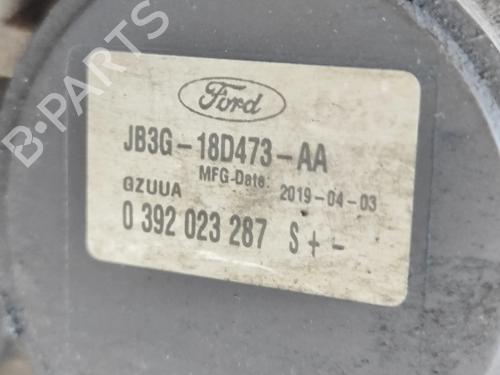 Ford
JB3G-18D473-AA
MFG-Date: 2019-04-03
GZUUA
0 392 023 287 S + -
B-PARTS